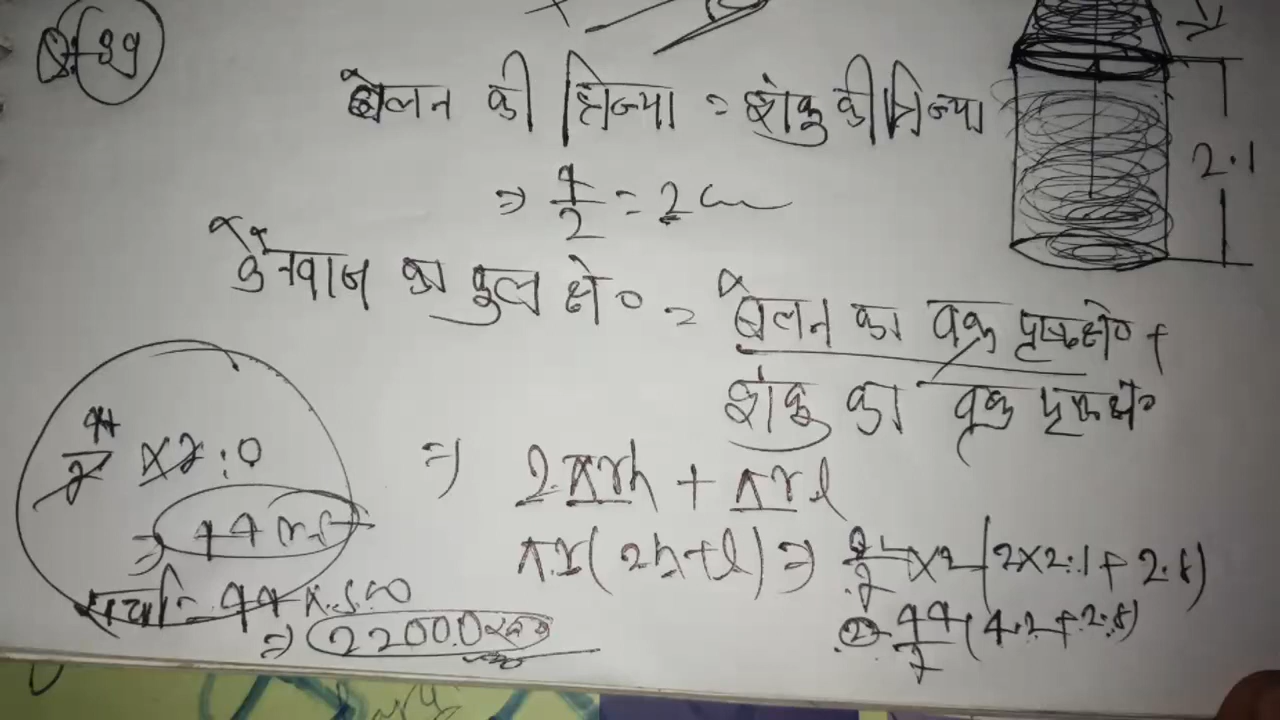 Q:- 39
बेलन की त्रिज्या = शंकु की त्रिज्या
2.1
⇒ 4/2 = 2 cm
कैनवास का कुल क्षे० = बेलन का वक्र पृष्ठक्षे० +
शंकु का वक्र पृष्ठक्षे०
⇒ 2πrh + πrl
πr(2h+l) ⇒ 22/7 × 2 (2×2.1+2.8)
⇒ 44/7 (4.2+2.8)
44/7 × 7.0
⇒ 44
= 44 × 500
⇒ 22000